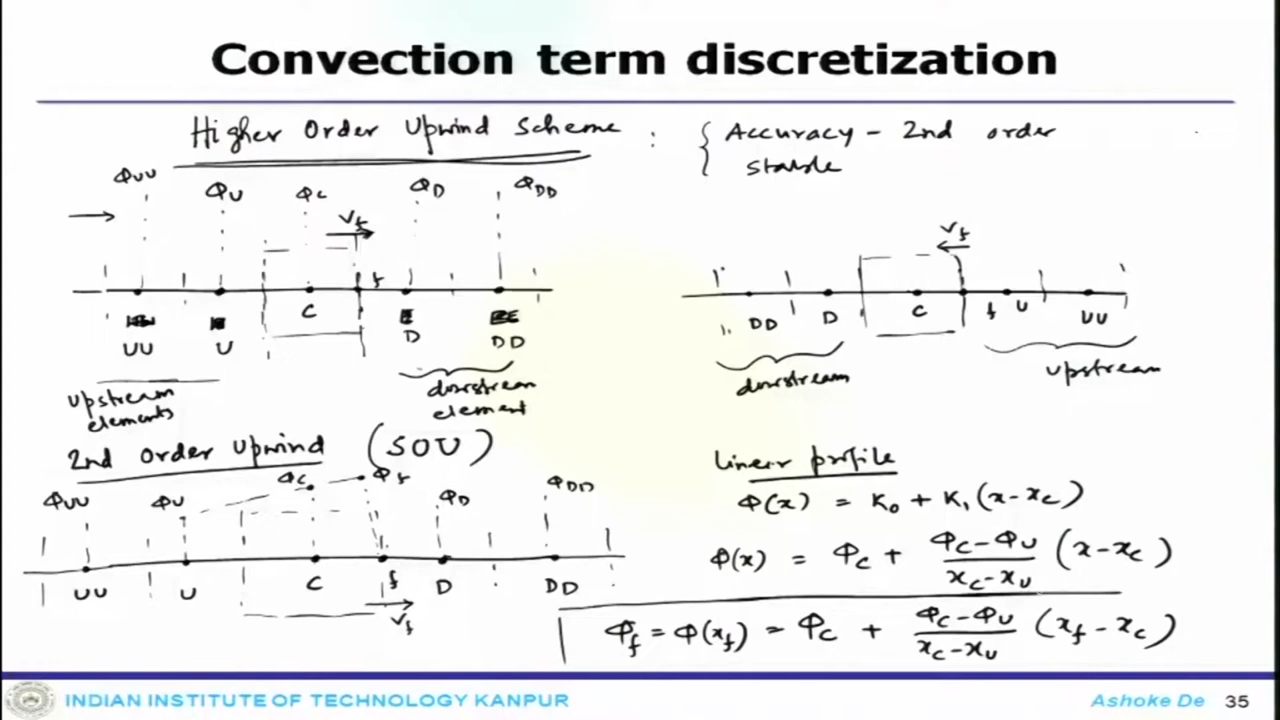 Convection term discretization
Higher Order Upwind Scheme : { Accuracy - 2nd order
stable
φUU φU φC φD φDD
Vf
f
C
UU U D DD
upstream elements
downstream element
Vf
DD D C f U UU
downstream
upstream
2nd Order Upwind (SOU)
φUU φU φC φf φD φDD
UU U C f D DD
Vf
Linear profile
φ(x) = K₀ + K₁ (x-xC)
φ(x) = φC + (φC-φU)/(xC-xU) (x-xC)
φf = φ(xf) = φC + (φC-φU)/(xC-xU) (xf-xC)
INDIAN INSTITUTE OF TECHNOLOGY KANPUR
Ashoke De 35